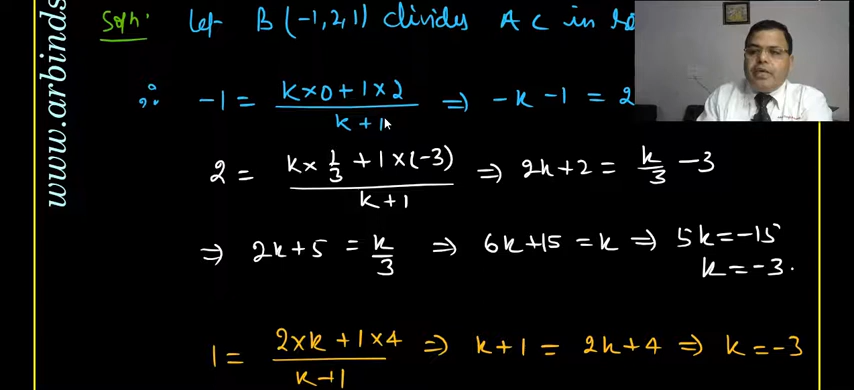 Soln: Let B(-1,2,1) divides AC in
www.arbinds
∴ -1 = (k×0+1×2)/(k+1) ⇒ -k-1 = 2
2 = (k×1/3+1×(-3))/(k+1) ⇒ 2k+2 = k/3 -3
⇒ 2k+5 = k/3 ⇒ 6k+15 = k ⇒ 5k=-15
k=-3.
1 = (2×k+1×4)/(k+1) ⇒ k+1 = 2k+4 ⇒ k=-3